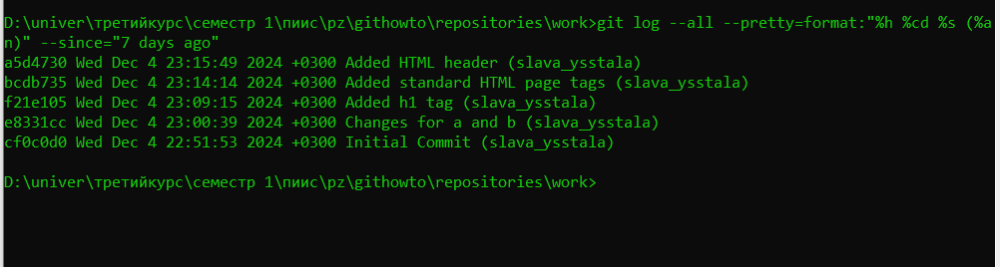 D:\univer\третийкурс\семестр 1\пиис\pz\githowto\repositories\work>git log --all --pretty=format:"%h %cd %s (%a
n)" --since="7 days ago"
a5d4730 Wed Dec 4 23:15:49 2024 +0300 Added HTML header (slava_ysstala)
bcdb735 Wed Dec 4 23:14:14 2024 +0300 Added standard HTML page tags (slava_ysstala)
f21e105 Wed Dec 4 23:09:15 2024 +0300 Added h1 tag (slava_ysstala)
e8331cc Wed Dec 4 23:00:39 2024 +0300 Changes for a and b (slava_ysstala)
cf0c0d0 Wed Dec 4 22:51:53 2024 +0300 Initial Commit (slava_ysstala)
D:\univer\третийкурс\семестр 1\пиис\pz\githowto\repositories\work>